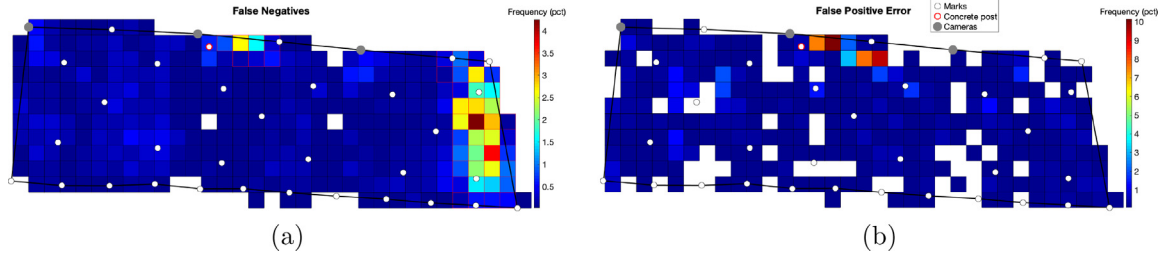 False Negatives
Frequency (pct)
4
3.5
3
2.5
2
1.5
1
0.5
(a)
False Positive Error
Marks
Concrete post
Cameras
Frequency (pct)
10
9
8
7
6
5
4
3
2
1
(b)